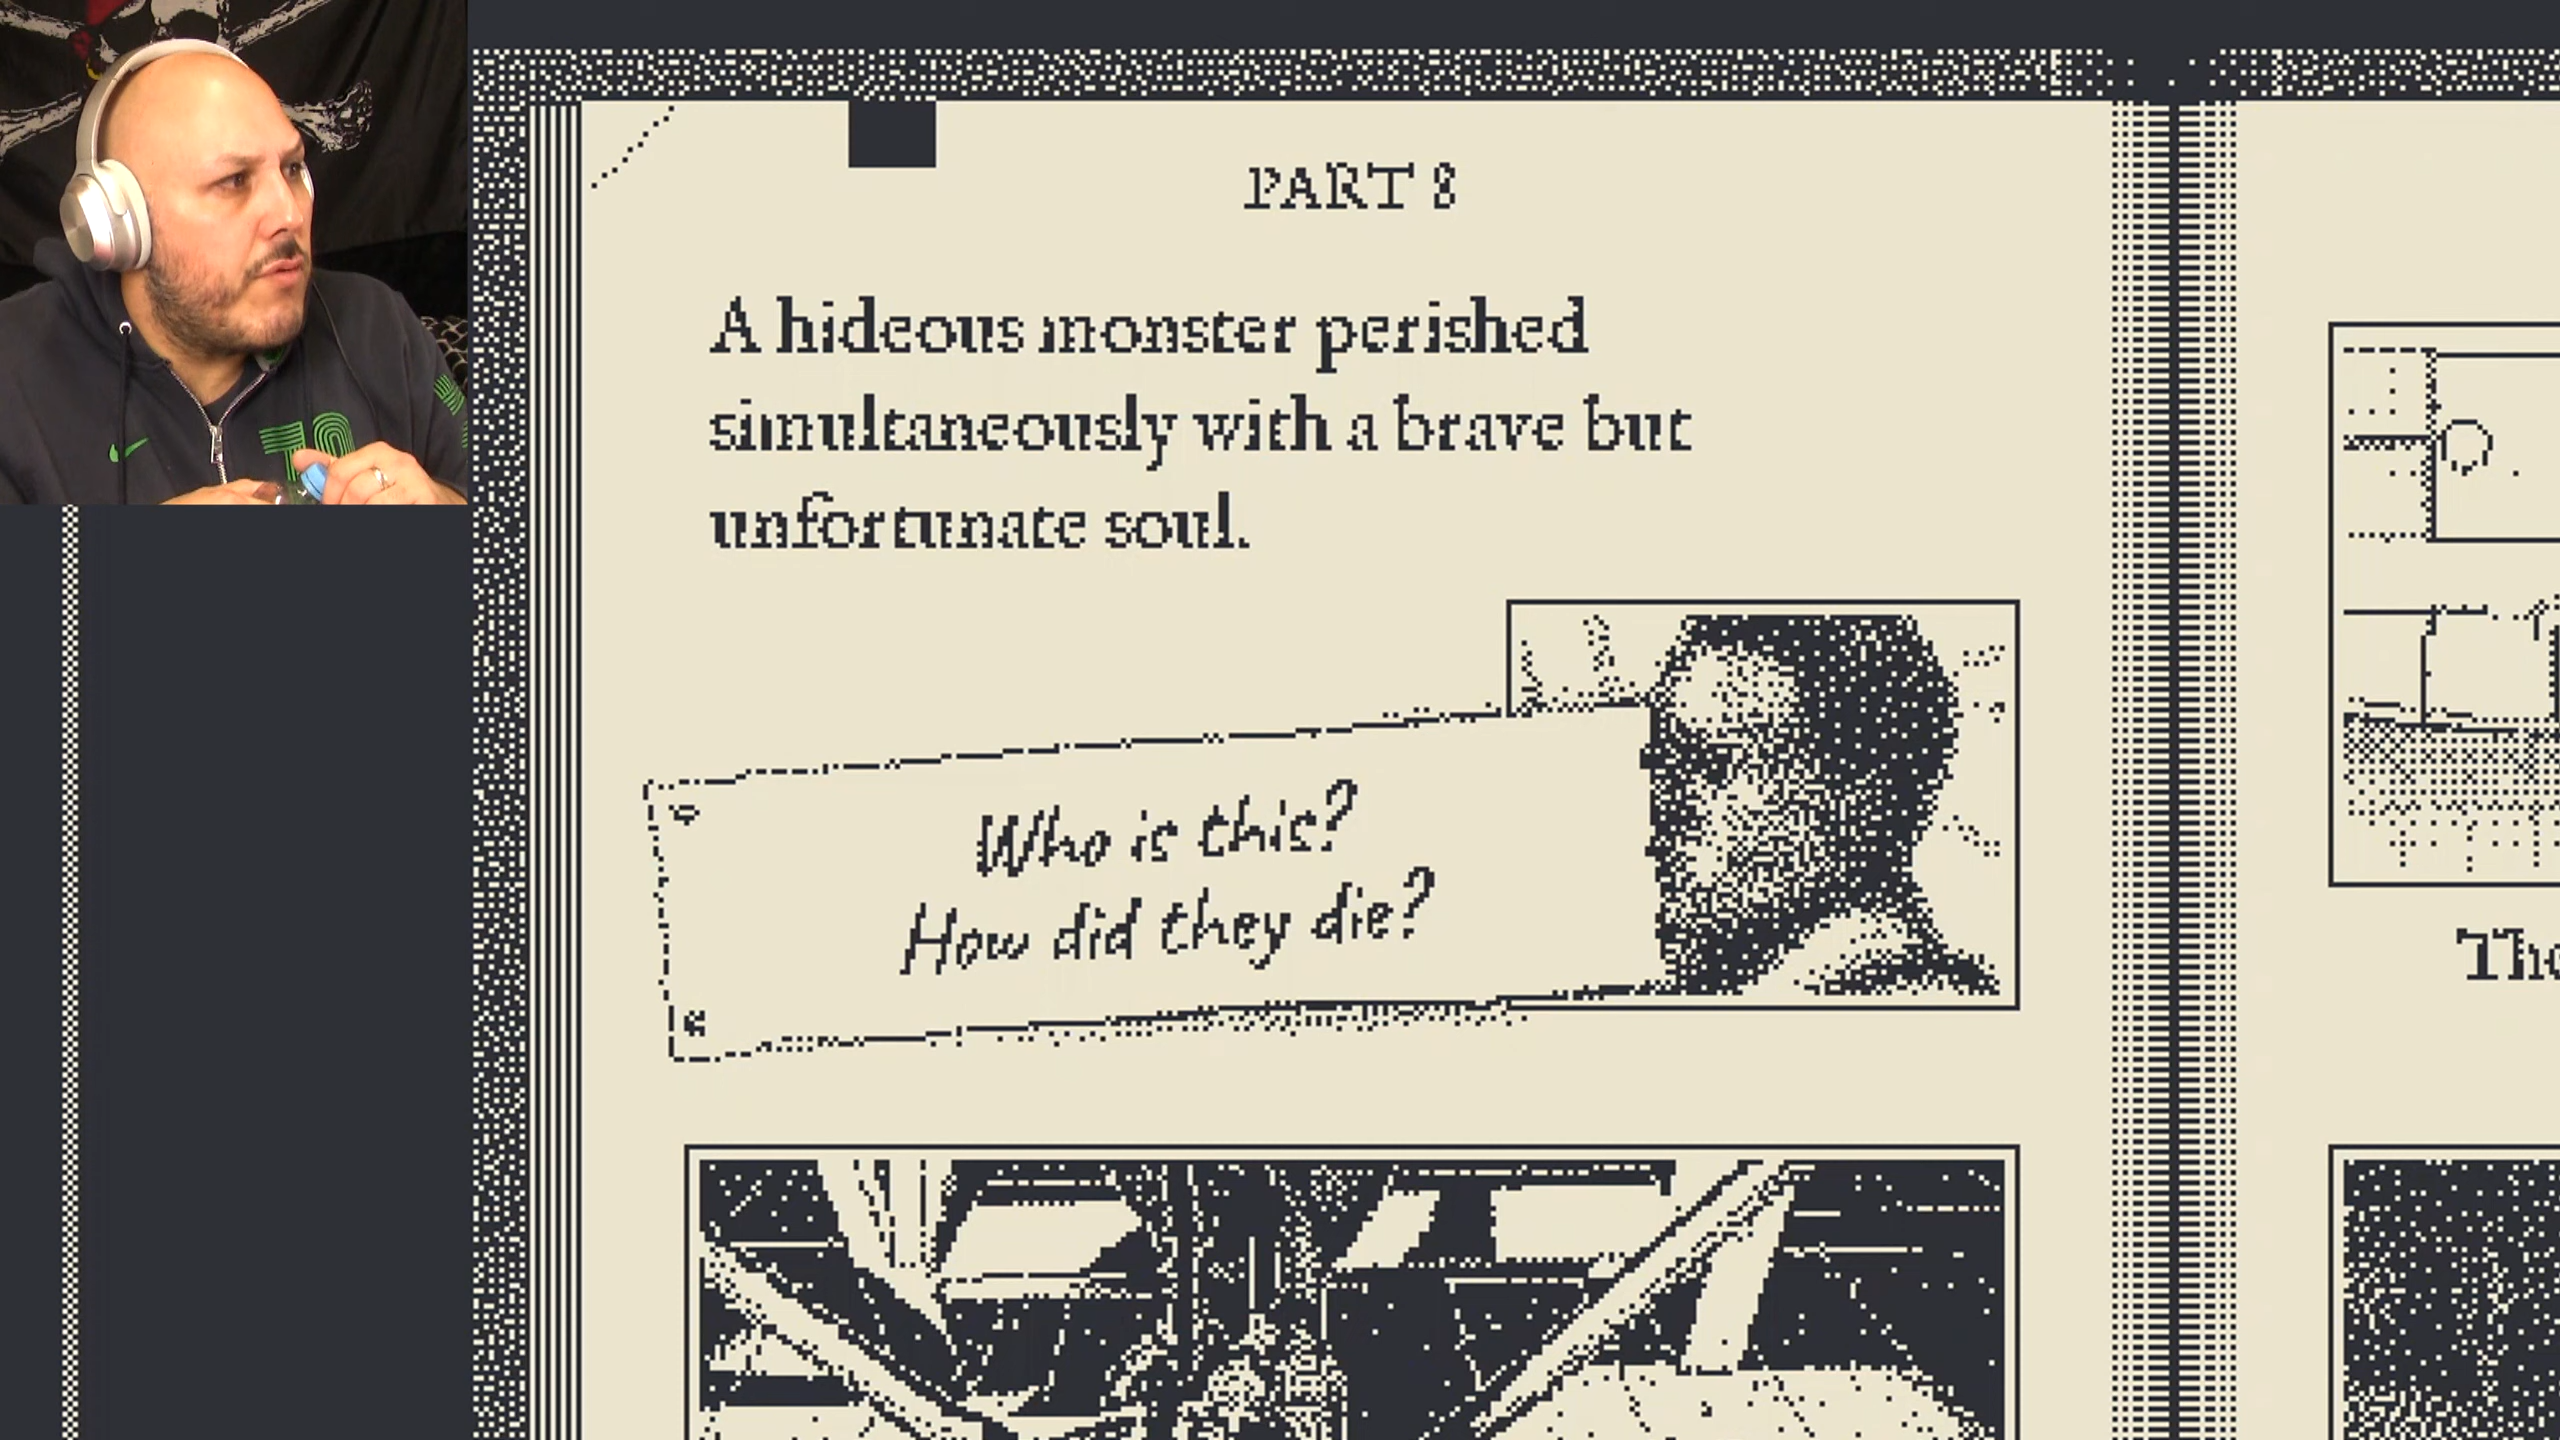 PART 8
A hideous monster perished
simultaneously with a brave but
unfortunate soul.
Who is this?
How did they die?